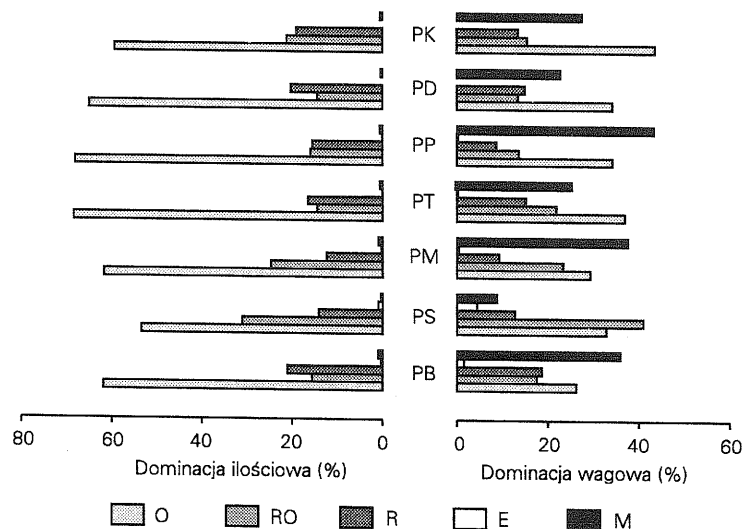 PK
PD
PP
PT
PM
PS
PB
80 60 40 20 0 0 20 40 60
Dominacja ilościowa (%) Dominacja wagowa (%)
O RO R E M